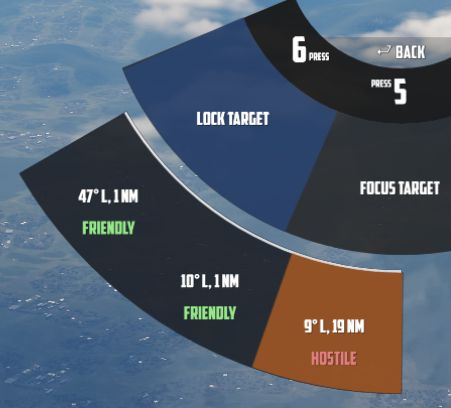 6 PRESS
BACK
PRESS 5
LOCK TARGET
FOCUS TARGET
47° L, 1 NM
FRIENDLY
10° L, 1 NM
FRIENDLY
9° L, 19 NM
HOSTILE